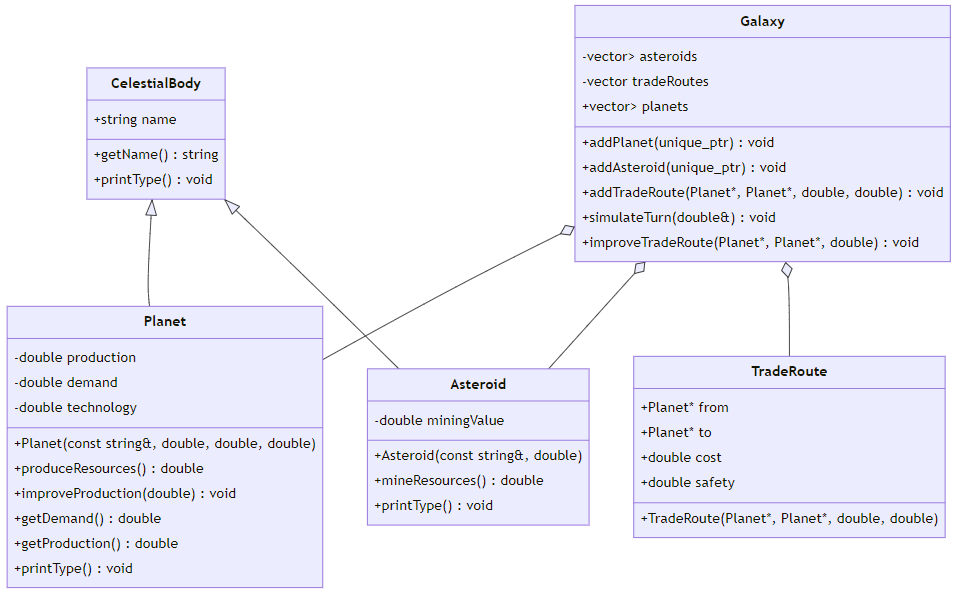 CelestialBody
+string name
+getName() : string
+printType() : void
Galaxy
-vector> asteroids
-vector tradeRoutes
+vector> planets
+addPlanet(unique_ptr) : void
+addAsteroid(unique_ptr) : void
+addTradeRoute(Planet*, Planet*, double, double) : void
+simulateTurn(double&) : void
+improveTradeRoute(Planet*, Planet*, double) : void
Planet
-double production
-double demand
-double technology
+Planet(const string&, double, double, double)
+produceResources() : double
+improveProduction(double) : void
+getDemand() : double
+getProduction() : double
+printType() : void
Asteroid
-double miningValue
+Asteroid(const string&, double)
+mineResources() : double
+printType() : void
TradeRoute
+Planet* from
+Planet* to
+double cost
+double safety
+TradeRoute(Planet*, Planet*, double, double)